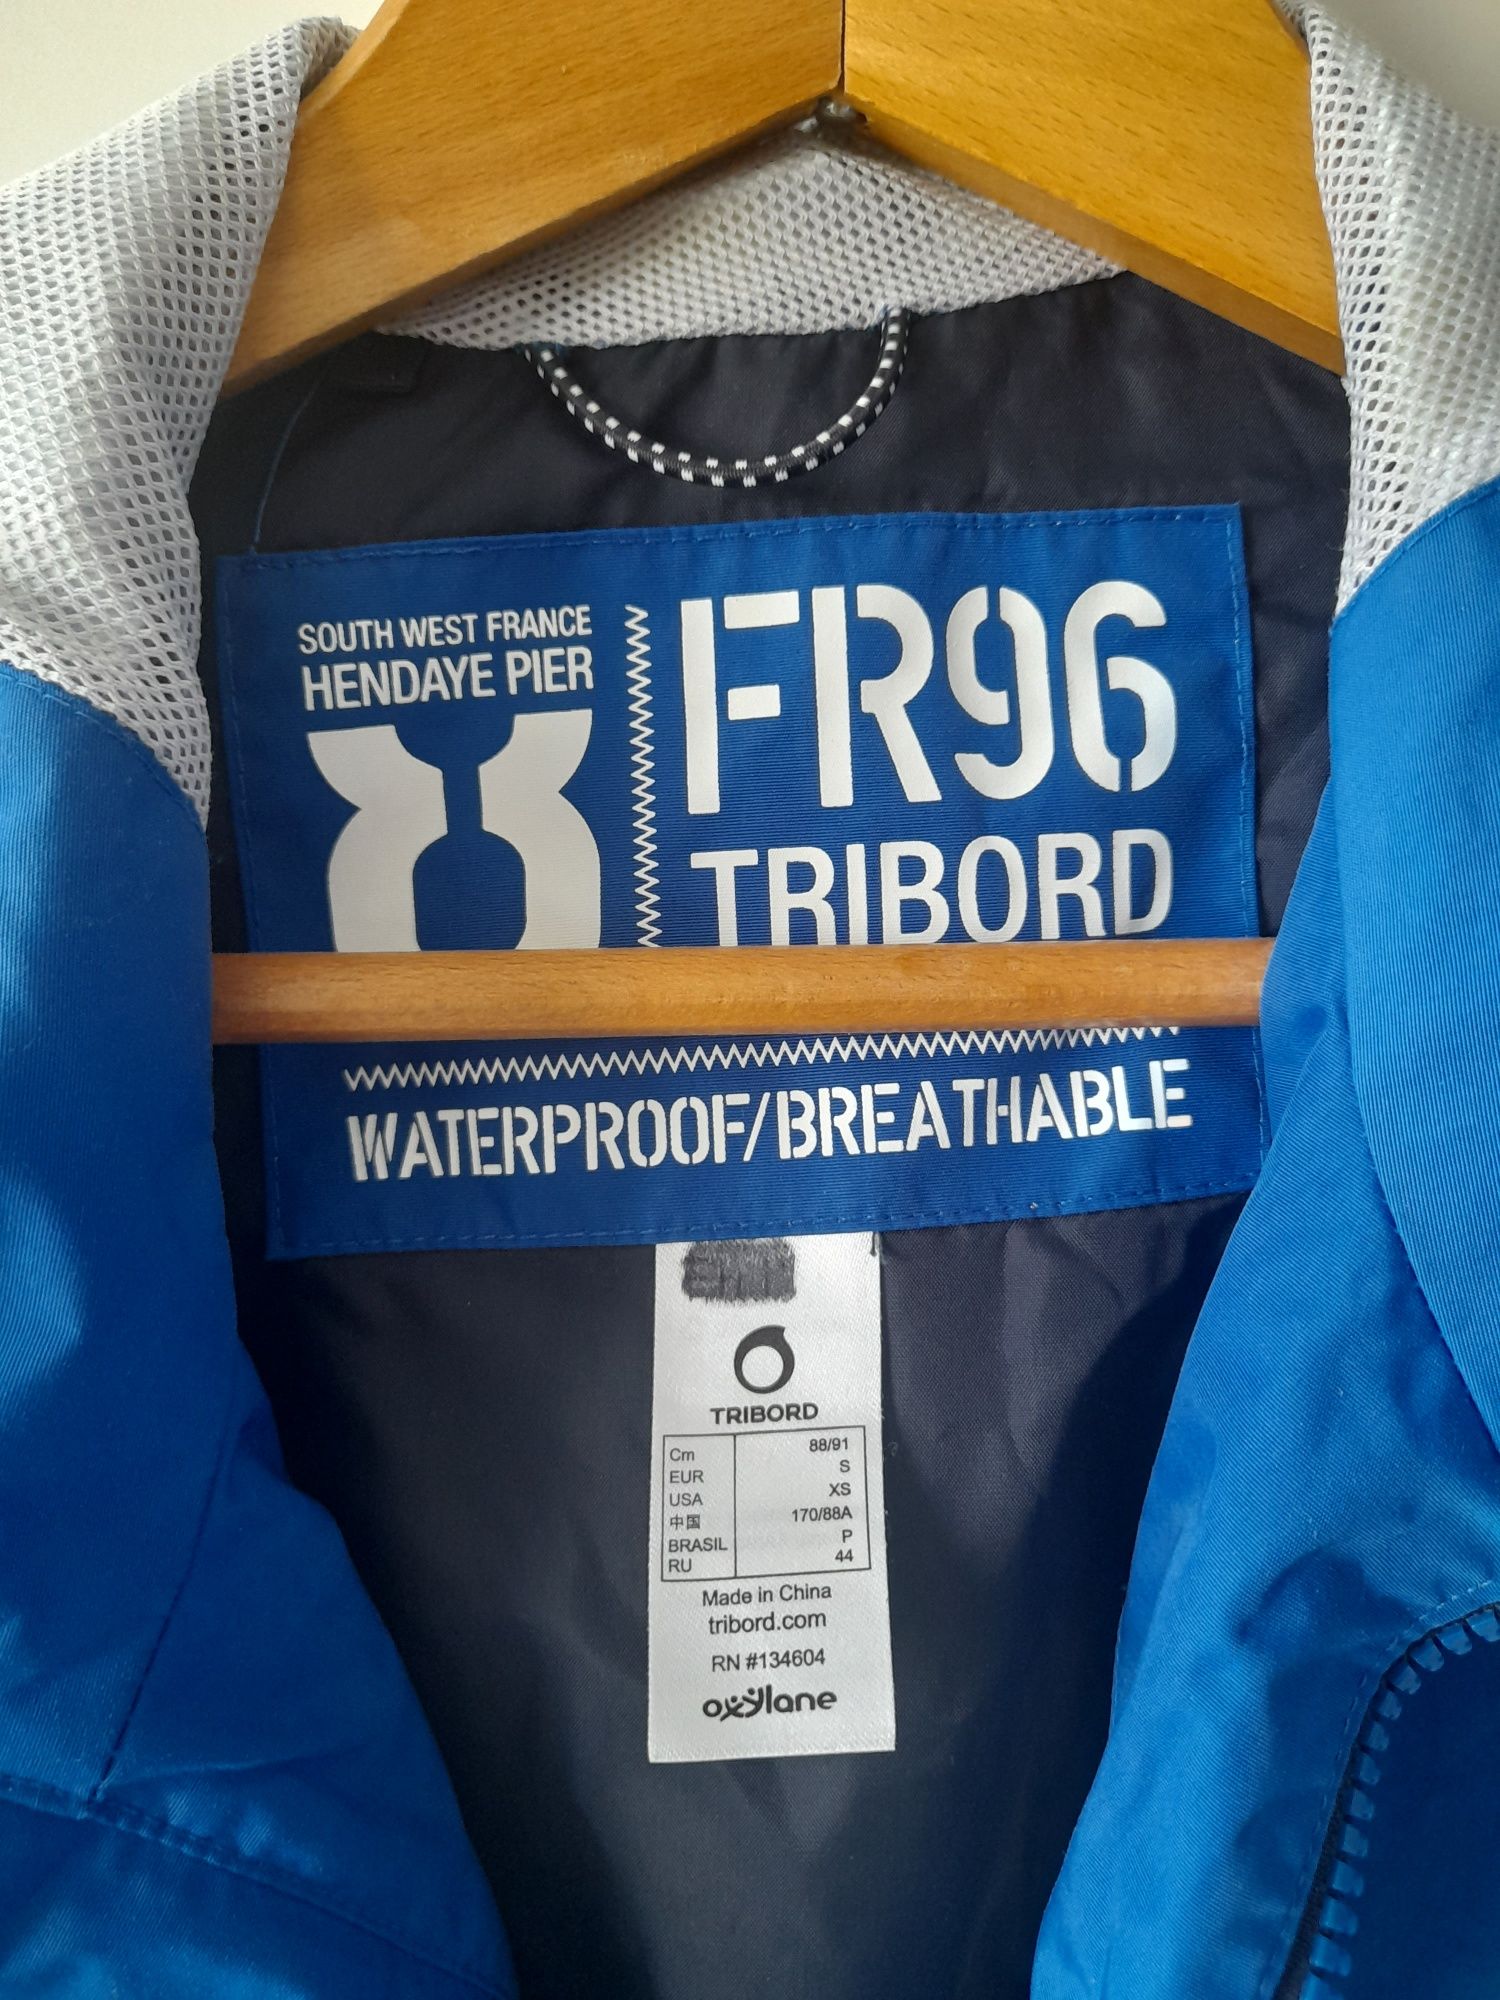 SOUTH WEST FRANCE
HENDAYE PIER
FR96
TRIBORD
WATERPROOF/BREATHABLE
TRIBORD
Cm 88/91
EUR S
USA XS
中国 170/88A
BRASIL P
RU 44
Made in China
tribord.com
RN #134604
oxylane